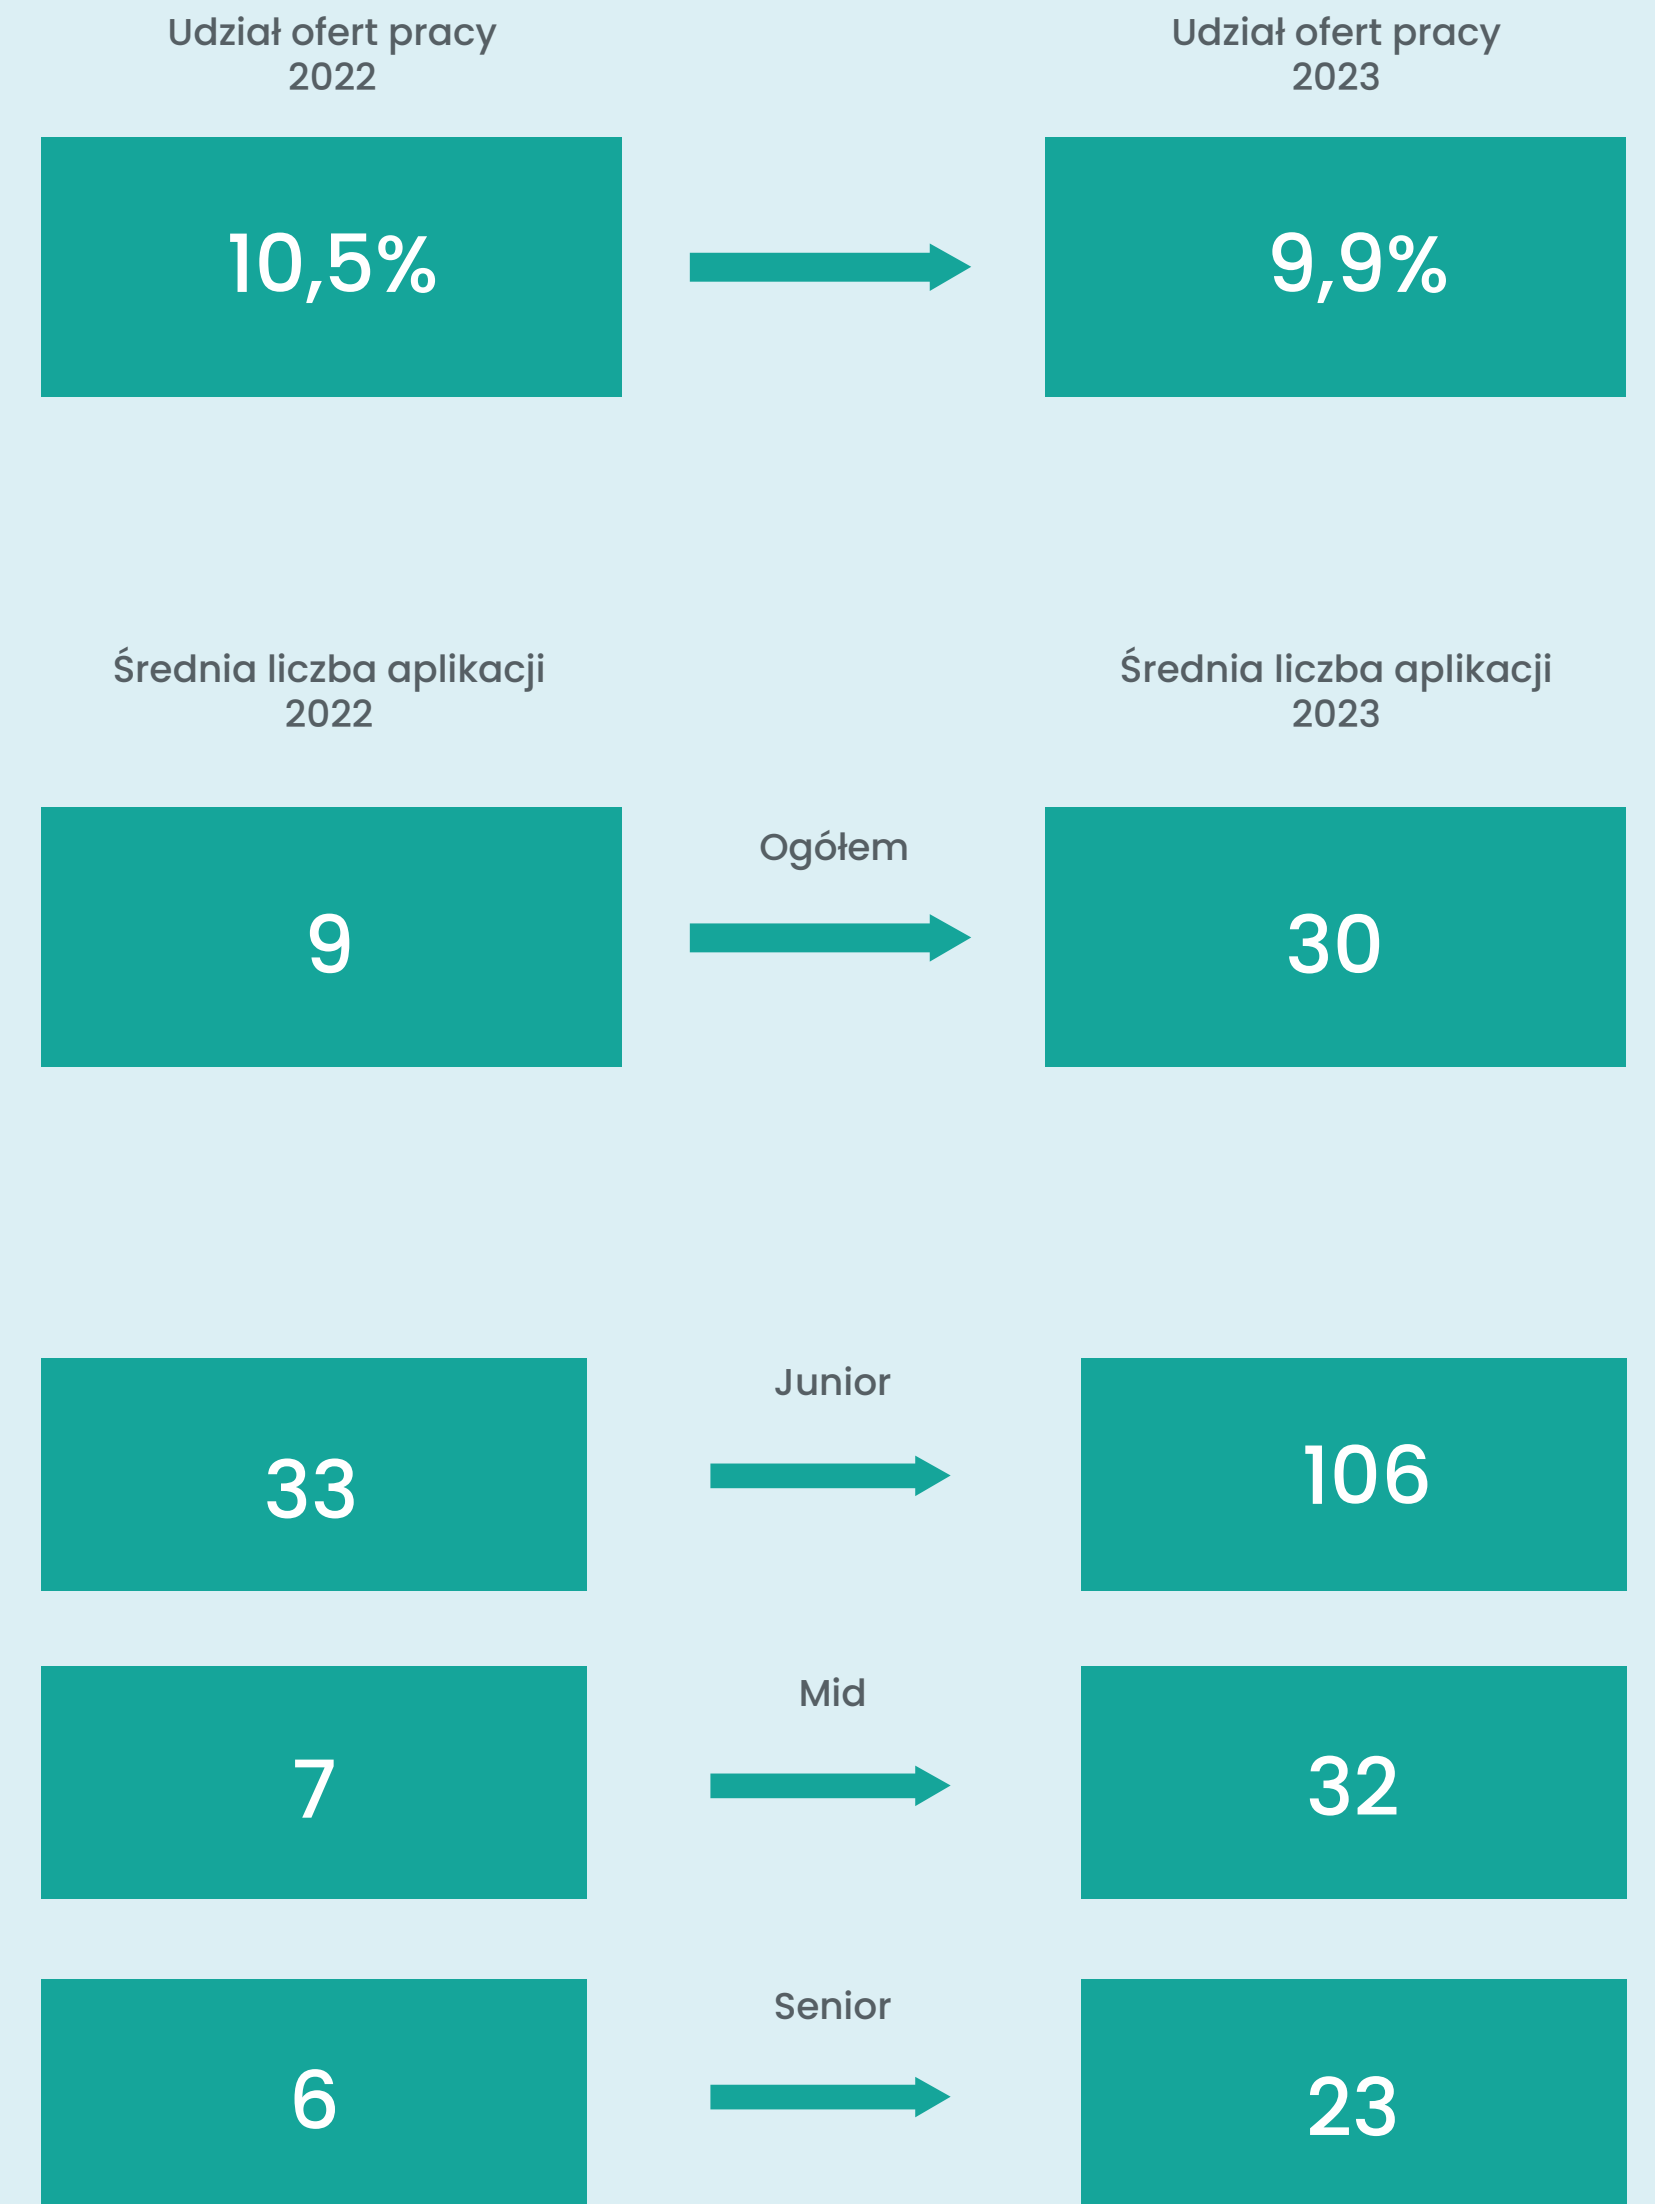 Udział ofert pracy
2022
Udział ofert pracy
2023
10,5%
9,9%
Średnia liczba aplikacji
2022
Średnia liczba aplikacji
2023
Ogółem
9
30
Junior
33
106
Mid
7
32
Senior
6
23